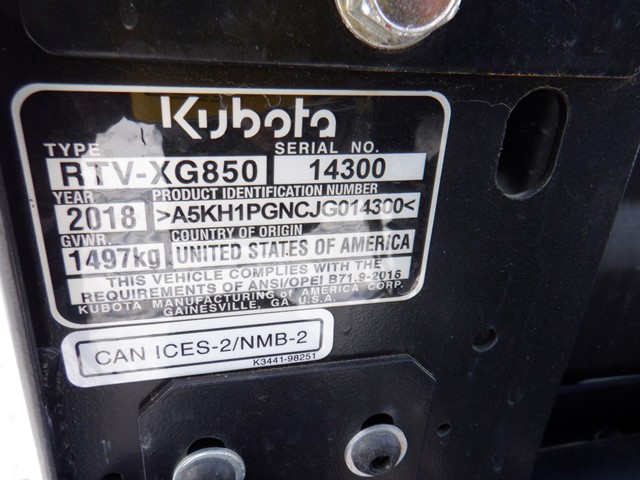 Kubota
TYPE SERIAL NO.
RTV-XG850 14300
YEAR PRODUCT IDENTIFICATION NUMBER
2018 >A5KH1PGNCJG014300<
GVWR. COUNTRY OF ORIGIN
1497kg UNITED STATES OF AMERICA
THIS VEHICLE COMPLIES WITH THE
REQUIREMENTS OF ANSI/OPEI B71.9-2016
KUBOTA MANUFACTURING of AMERICA CORP.
GAINESVILLE, GA U.S.A.
CAN ICES-2/NMB-2
K3441-98251